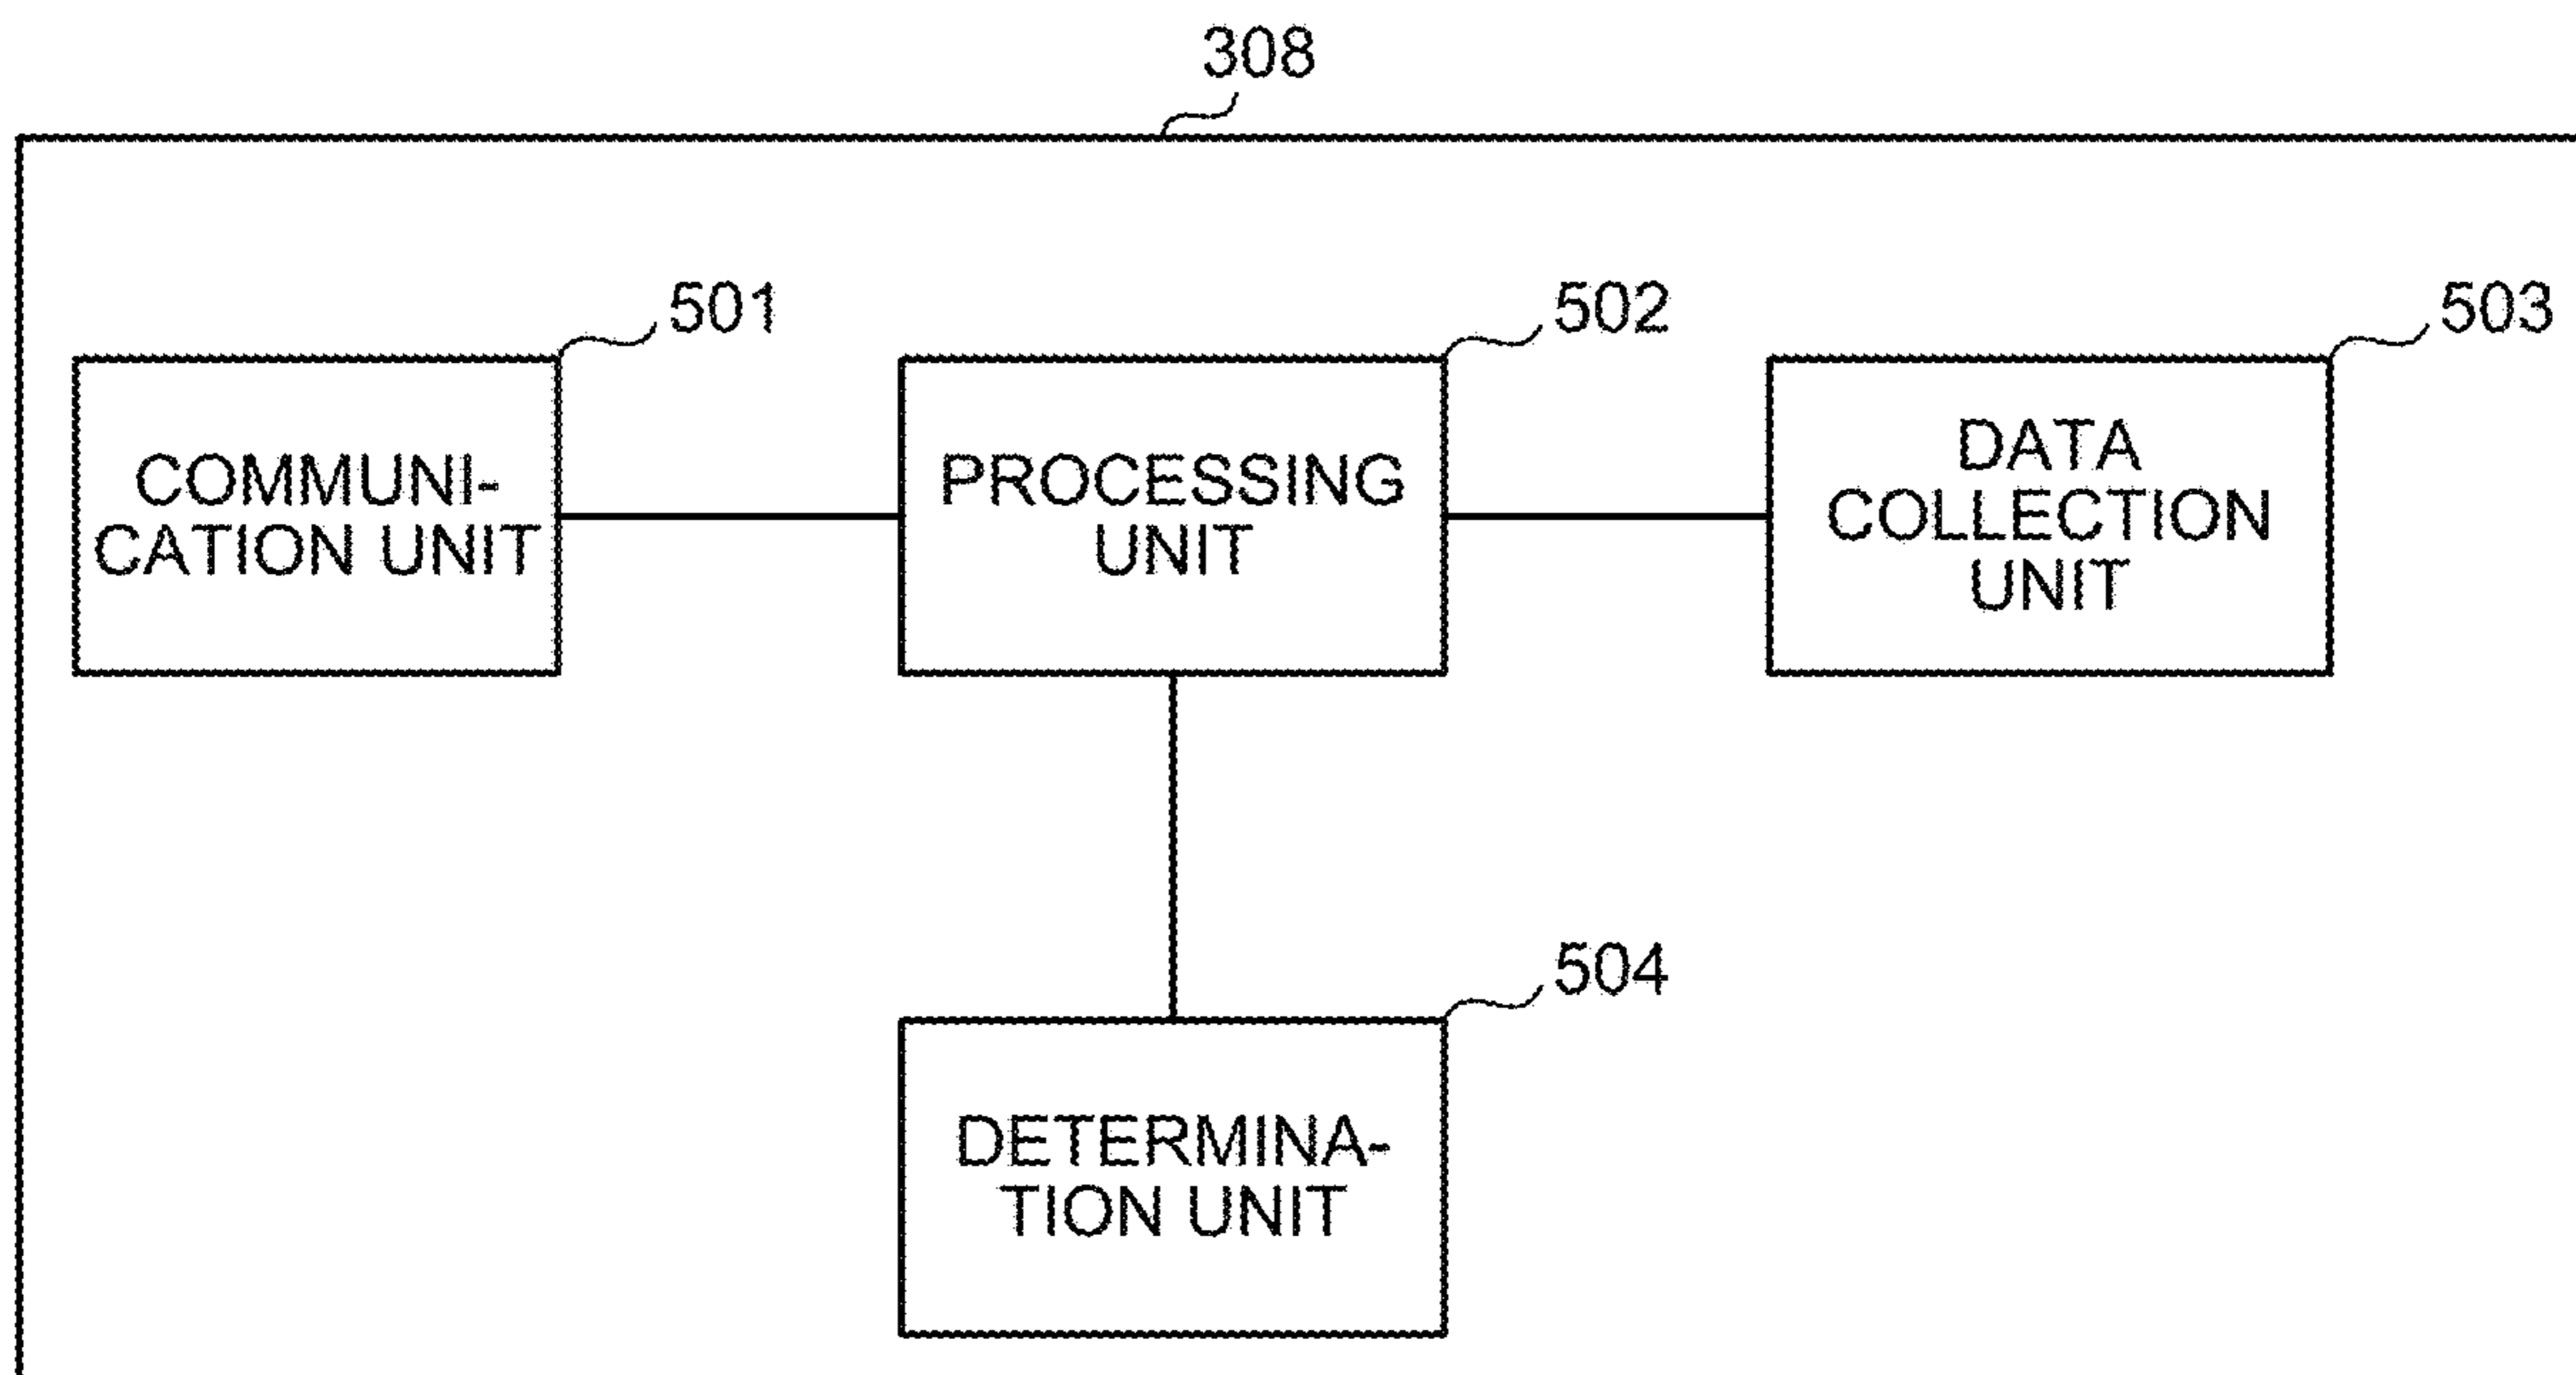 308
501
502
503
COMMUNI-
CATION UNIT
PROCESSING
UNIT
DATA
COLLECTION
UNIT
504
DETERMINA-
TION UNIT